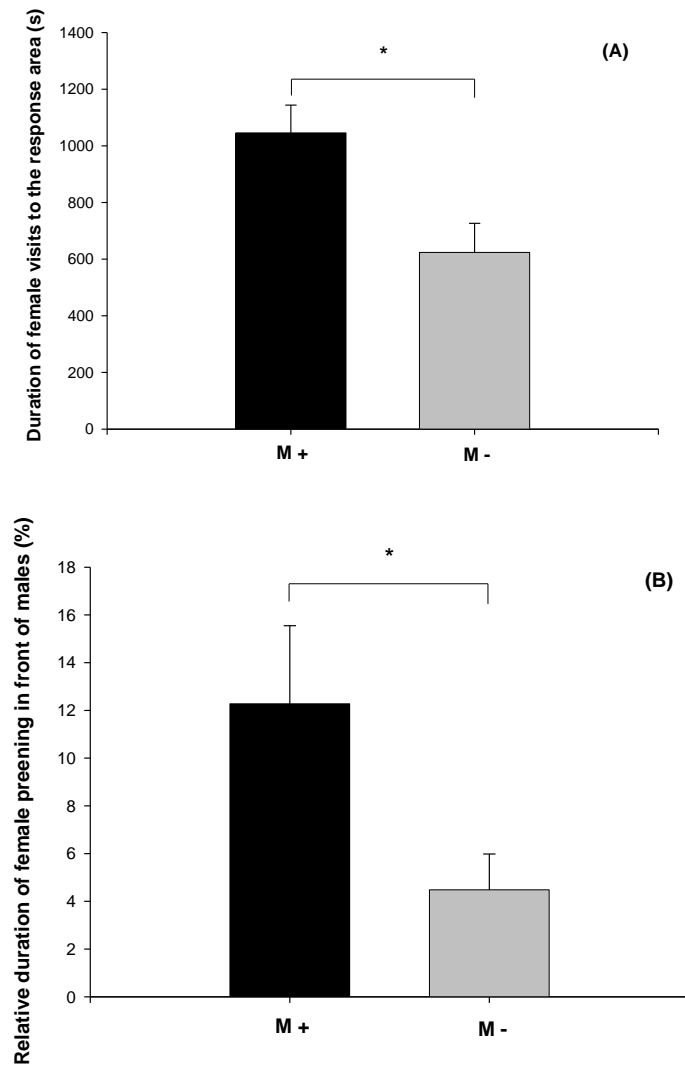 Duration of female visits to the response area (s)
1400
1200
1000
800
600
400
200
0
*
(A)
M +
M -
Relative duration of female preening in front of males (%)
18
16
14
12
10
8
6
4
2
0
*
(B)
M +
M -